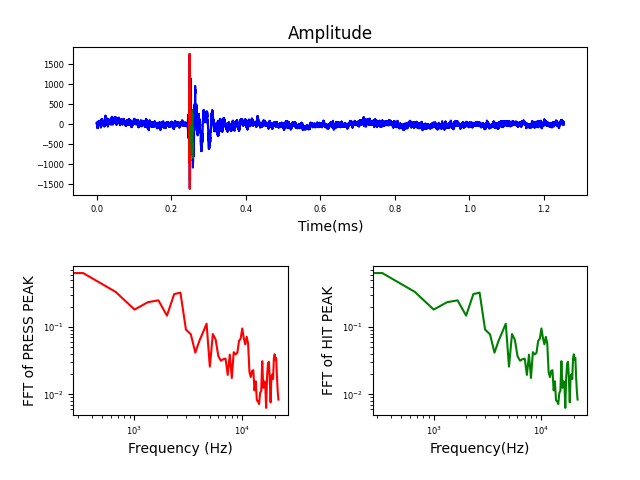 Amplitude
1500
1000
500
0
−500
−1000
−1500
0.0 0.2 0.4 0.6 0.8 1.0 1.2
Time(ms)
FFT of PRESS PEAK
10⁻¹
10⁻²
10³ 10⁴
Frequency (Hz)
FFT of HIT PEAK
10⁻¹
10⁻²
10³ 10⁴
Frequency(Hz)